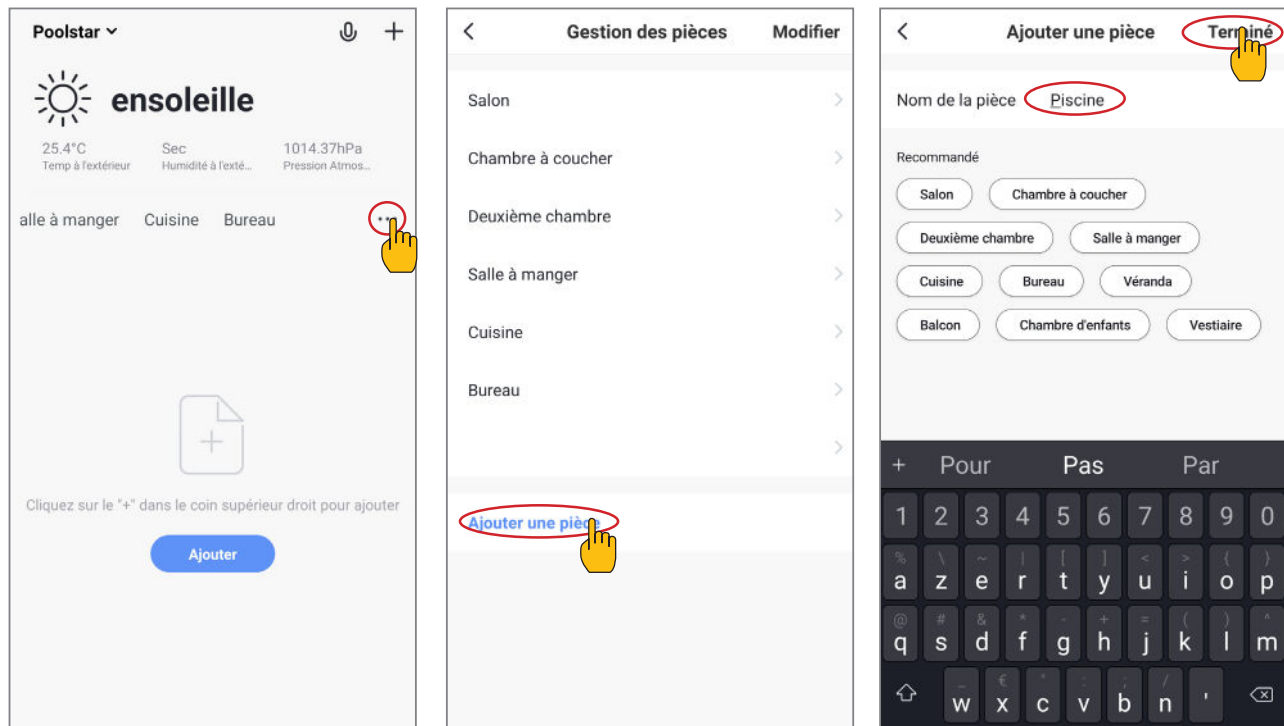 Poolstar
ensoleille
25.4°C Sec 1014.37hPa
Temp à l'extérieur Humidité à l'exté... Pression Atmos...
alle à manger Cuisine Bureau ...
Cliquez sur le "+" dans le coin supérieur droit pour ajouter
Ajouter
Gestion des pièces Modifier
Salon
Chambre à coucher
Deuxième chambre
Salle à manger
Cuisine
Bureau
Ajouter une pièce
Ajouter une pièce Terminé
Nom de la pièce Piscine
Recommandé
Salon Chambre à coucher
Deuxième chambre Salle à manger
Cuisine Bureau Véranda
Balcon Chambre d'enfants Vestiaire
+ Pour Pas Par
1 2 3 4 5 6 7 8 9 0
% \ ~ | [ ] < > { }
a z e r t y u i o p
@ # & * - + = ( ) ^
q s d f g h j k l m
_ € " : ; /
w x c v b n '